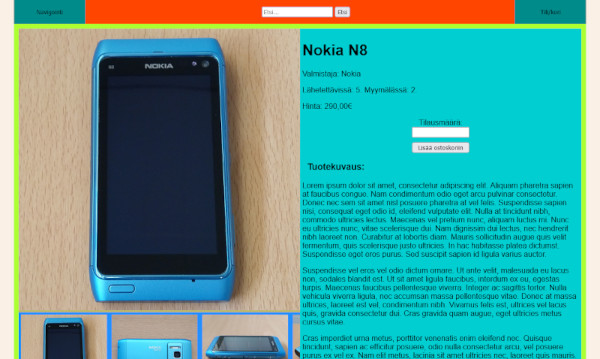 Navigointi
Etsi...
Etsi
Tilphari
NOKIA
Nokia N8
Valmistaja: Nokia
Lähetettävissä: 5. Myymälässä: 2
Hinta: 290,00€
Tilausmäärä:
Lisää ostoskoriin
Tuotekuvaus:
Lorem ipsum dolor sit amet, consectetur adipiscing elit. Aliquam pharetra sapien
at faucibus congue. Nam condimentum odio eget arcu pulvinar consectetur.
Donec nec sem sit amet nisl posuere pharetra at vel felis. Suspendisse sapien
nisi, consequat eget odio id, eleifend vulputate elit. Nulla at tincidunt nibh,
commodo ultricies lectus. Maecenas vel pretium nunc, aliquam luctus mi. Nunc
eu ultricies nunc, vitae scelerisque dui. Nam dignissim dui lectus, nec hendrerit
nibh laoreet non. Curabitur at lobortis diam. Mauris sollicitudin augue quis velit
fermentum, quis scelerisque justo ultricies. In hac habitasse platea dictumst.
Suspendisse eget eros purus. Sed suscipit sapien id ligula varius auctor.
Suspendisse vel eros vel odio dictum ornare. Ut ante velit, malesuada eu lacus
non, sodales blandit est. Ut sit amet ligula faucibus, interdum ex eu, egestas
turpis. Maecenas faucibus pellentesque viverra. Integer ac sagittis tortor. Nulla
vehicula viverra ligula, nec accumsan massa pellentesque vitae. Donec at massa
ultrices, laoreet est vel, condimentum nibh. Vivamus felis est, ultrices vel lacus
quis, gravida consectetur dui. Cras gravida quam augue, eget ultricies metus
cursus vitae.
Cras imperdiet urna metus, porttitor venenatis enim eleifend nec. Quisque
tincidunt, sapien ac efficitur posuere, odio nulla consectetur arcu, vel posuere
purus ex vel ex. Nam elit metus, lacinia sit amet ultricies nec, laoreet quis mauris.